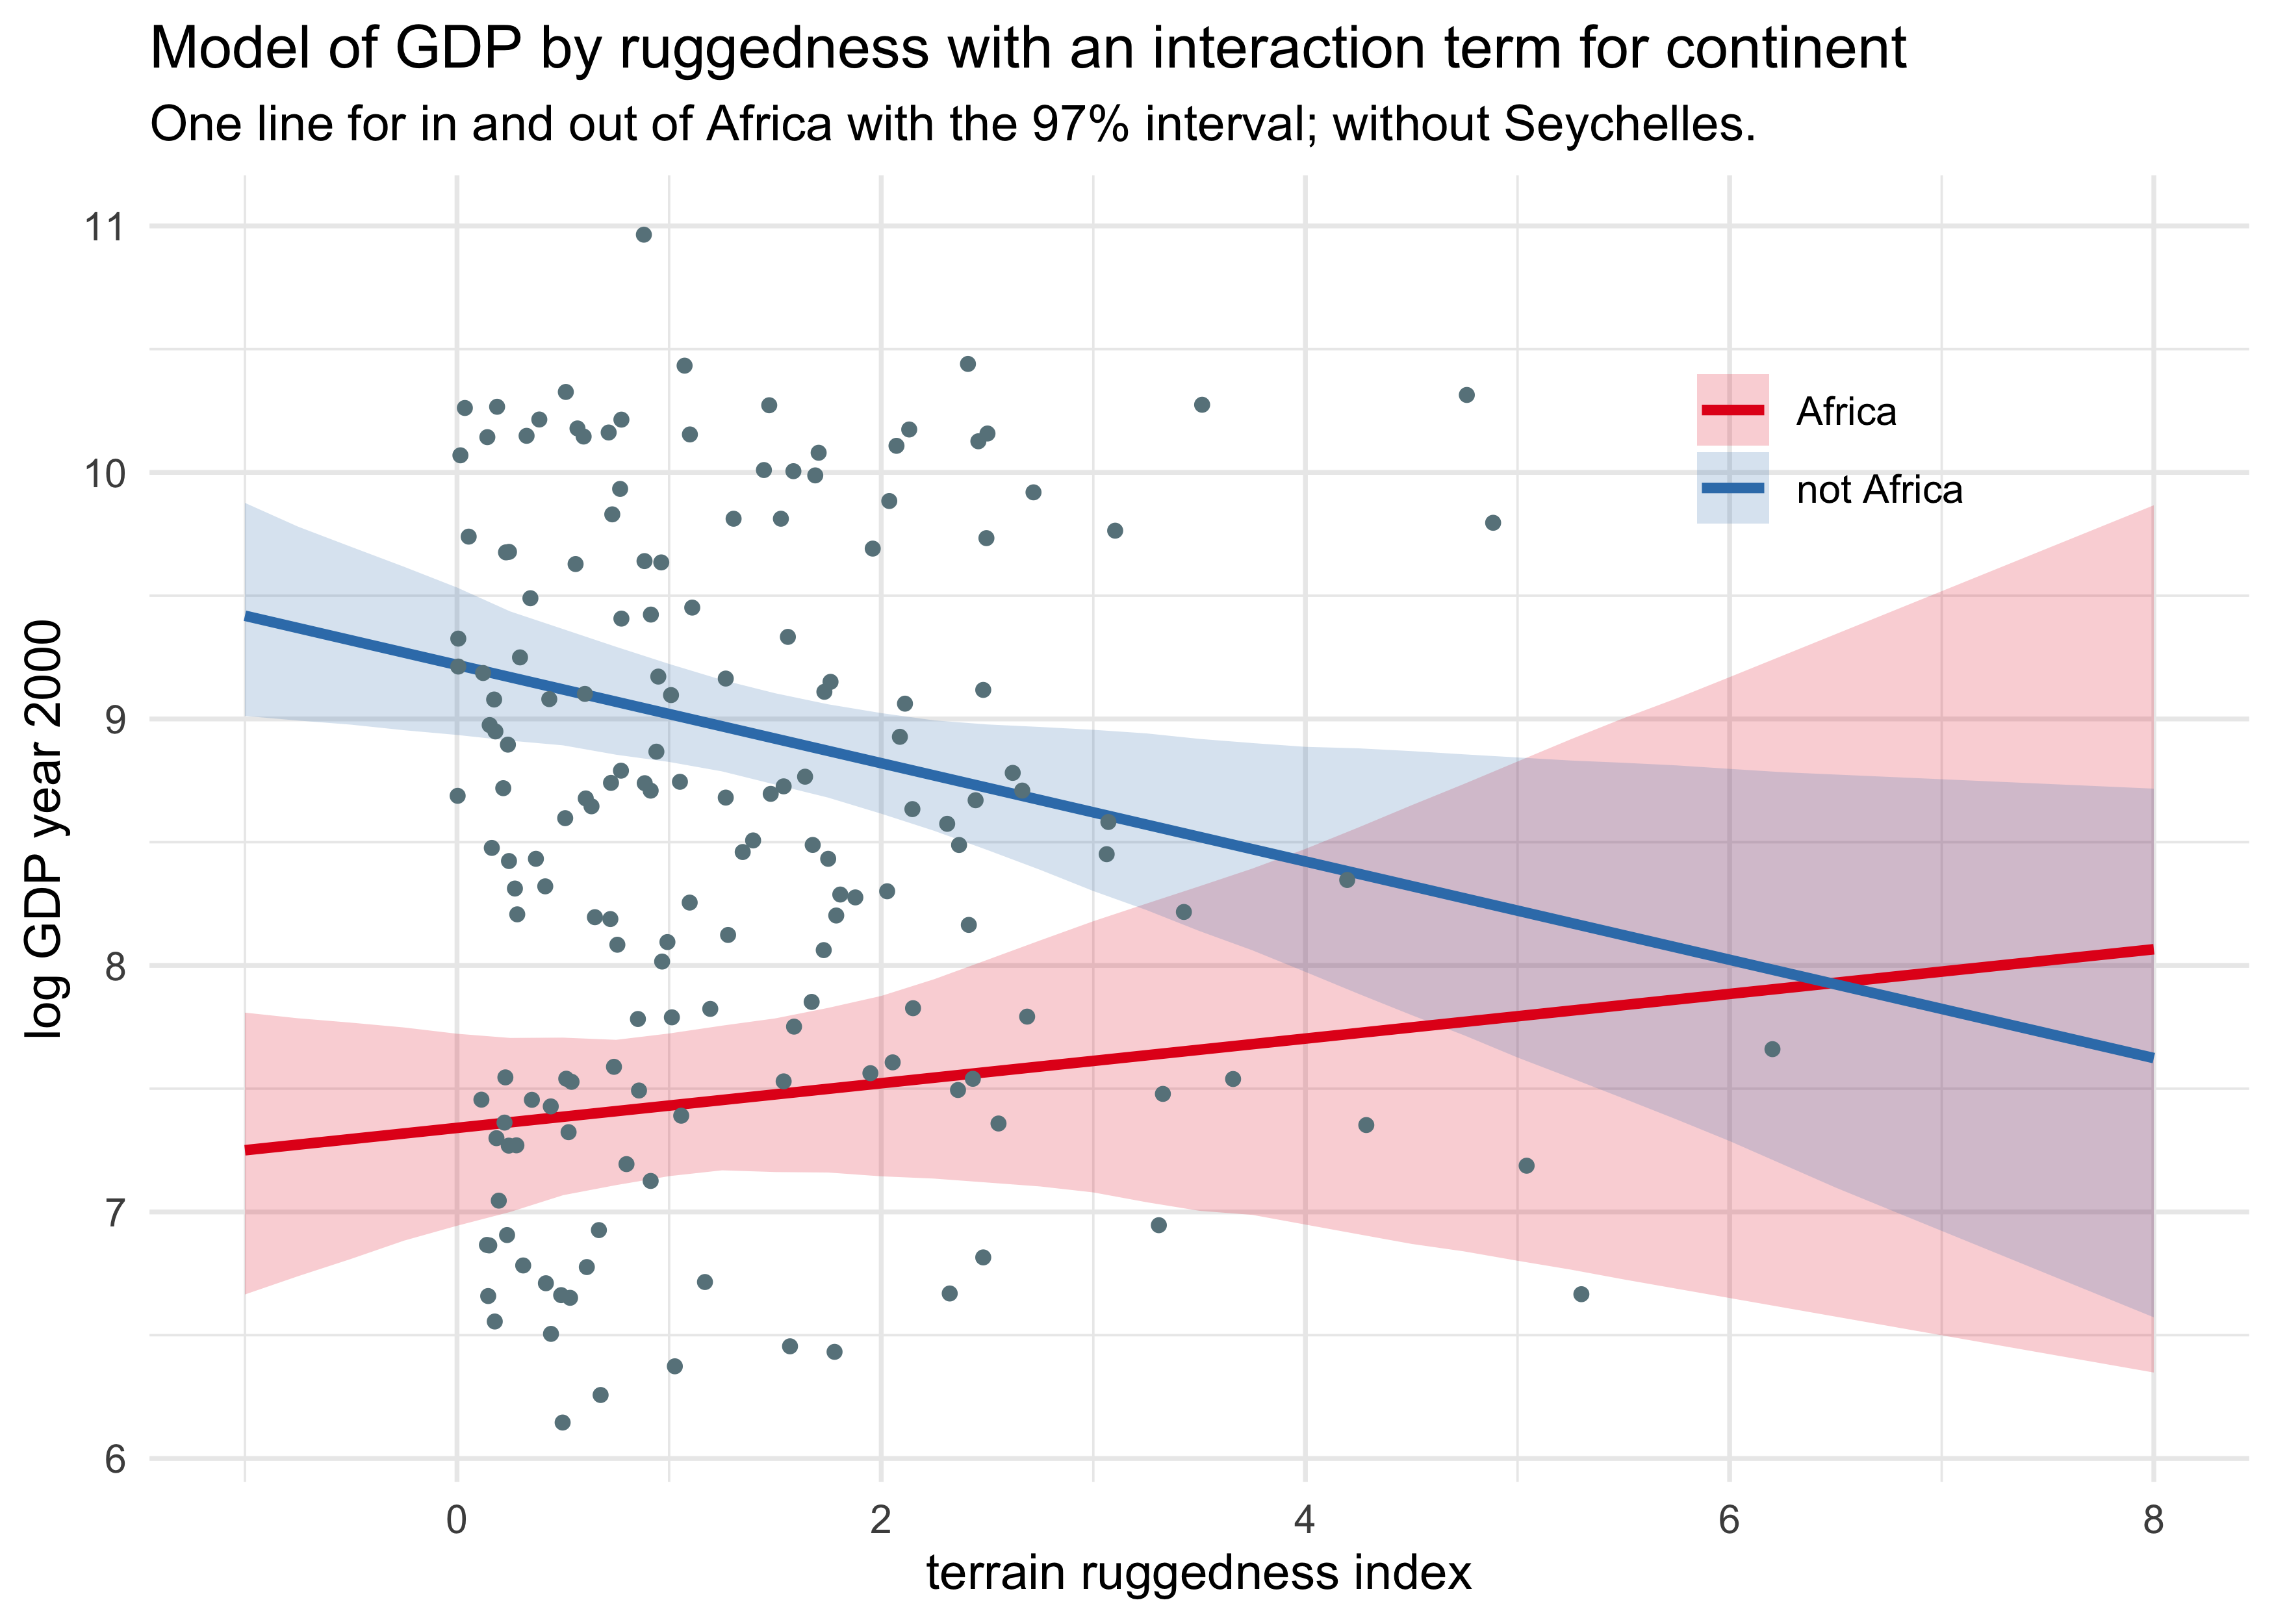 Model of GDP by ruggedness with an interaction term for continent
One line for in and out of Africa with the 97% interval; without Seychelles.
log GDP year 20000
11
10
9
8
7
6
Africa
not Africa
0 2 4 6 8
terrain ruggedness index